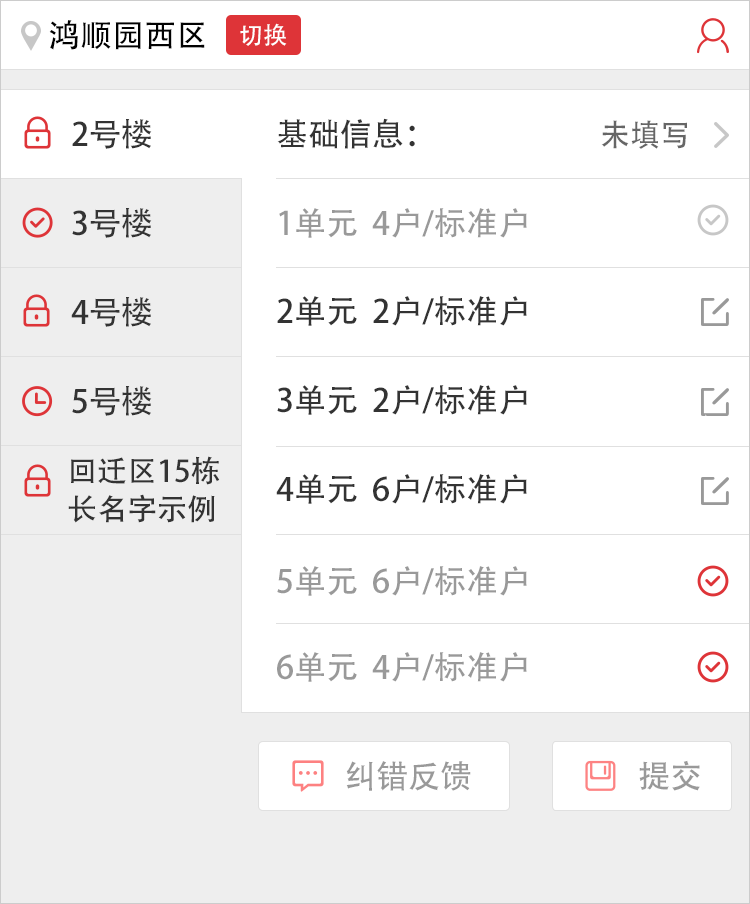 鸿顺园西区 切换
2号楼
3号楼
4号楼
5号楼
回迁区15栋
长名字示例
基础信息： 未填写
1单元 4户/标准户
2单元 2户/标准户
3单元 2户/标准户
4单元 6户/标准户
5单元 6户/标准户
6单元 4户/标准户
纠错反馈 提交